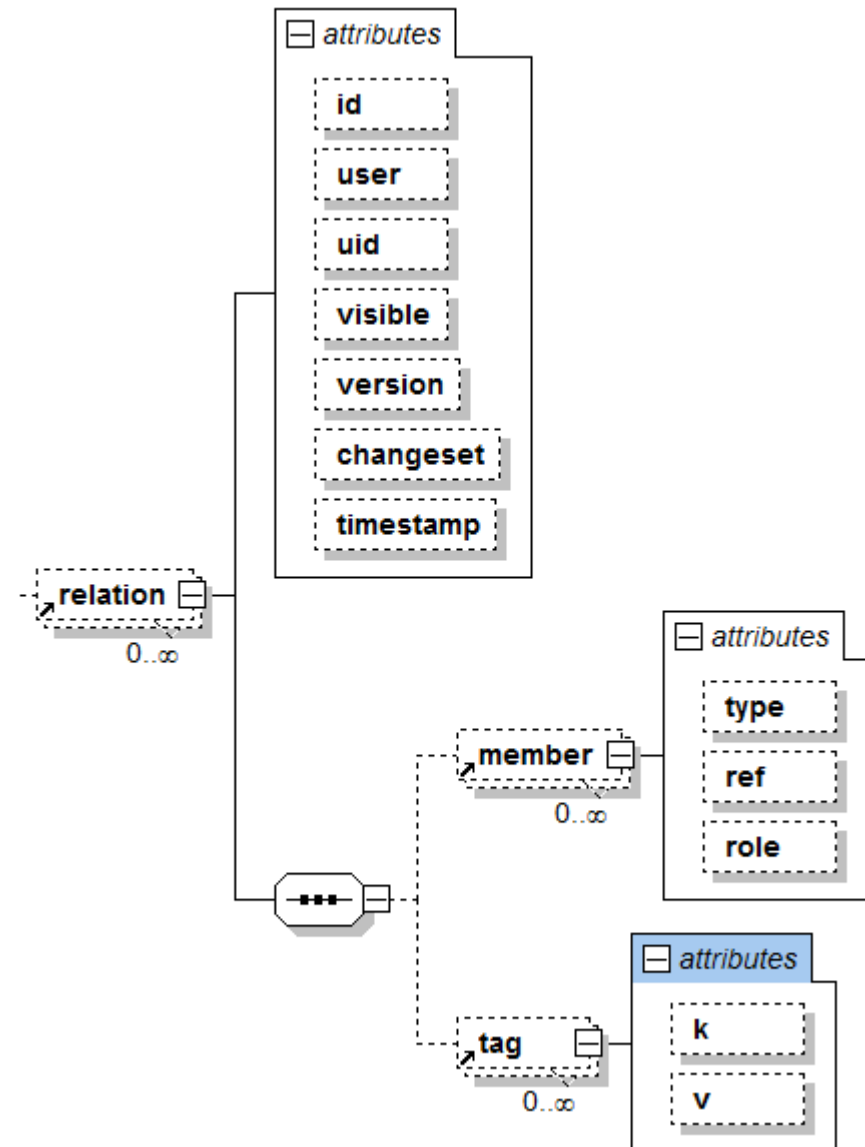 attributes
id
user
uid
visible
version
changeset
timestamp
relation
0..∞
attributes
type
ref
role
member
0..∞
attributes
k
v
tag
0..∞